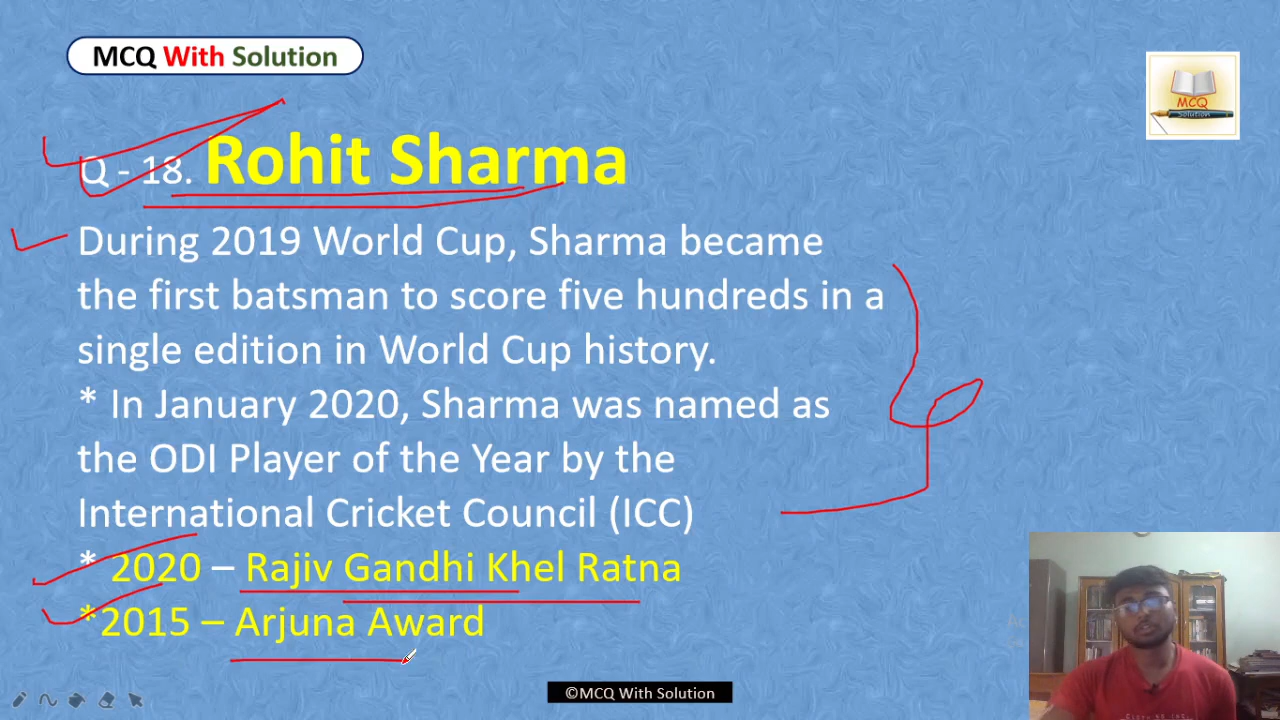 MCQ With Solution
MCQ
Solution
Q - 18. Rohit Sharma
During 2019 World Cup, Sharma became
the first batsman to score five hundreds in a
single edition in World Cup history.
* In January 2020, Sharma was named as
the ODI Player of the Year by the
International Cricket Council (ICC)
* 2020 – Rajiv Gandhi Khel Ratna
*2015 – Arjuna Award
©MCQ With Solution